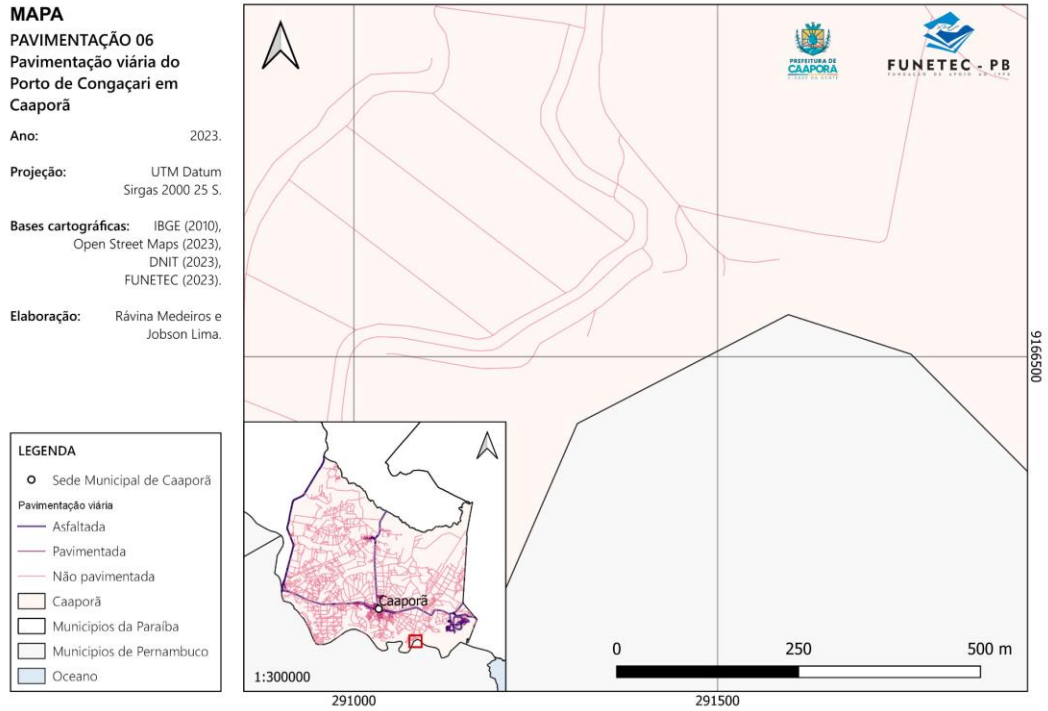 MAPA
PAVIMENTAÇÃO 06
Pavimentação viária do
Porto de Congaçari em
Caaporã
Ano: 2023.
Projeção: UTM Datum
Sirgas 2000 25 S.
Bases cartográficas: IBGE (2010),
Open Street Maps (2023),
DNIT (2023),
FUNETEC (2023).
Elaboração: Rávina Medeiros e
Jobson Lima.
LEGENDA
Sede Municipal de Caaporã
Pavimentação viária
Asfaltada
Pavimentada
Não pavimentada
Caaporã
Municipios da Paraíba
Municipios de Pernambuco
Oceano
PREFEITURA DE
CAAPORÃ
FUNETEC - PB
9166500
Caaporã
1:300000
0 250 500 m
291000 291500